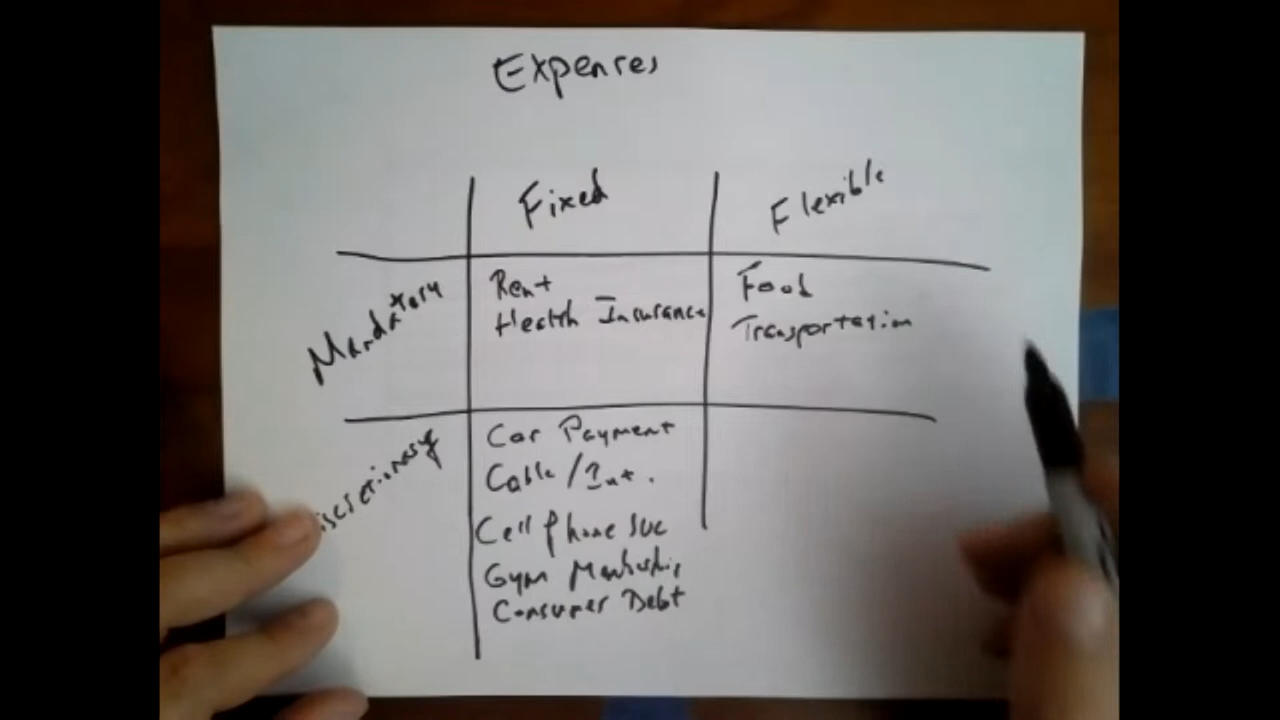 Expenses
Fixed
Flexible
Mandatory
Rent
Health Insurance
Food
Transportation
iscretionary
Car Payment
Cable/Int.
Cell phone svc
Gym Membership
Consumer Debt